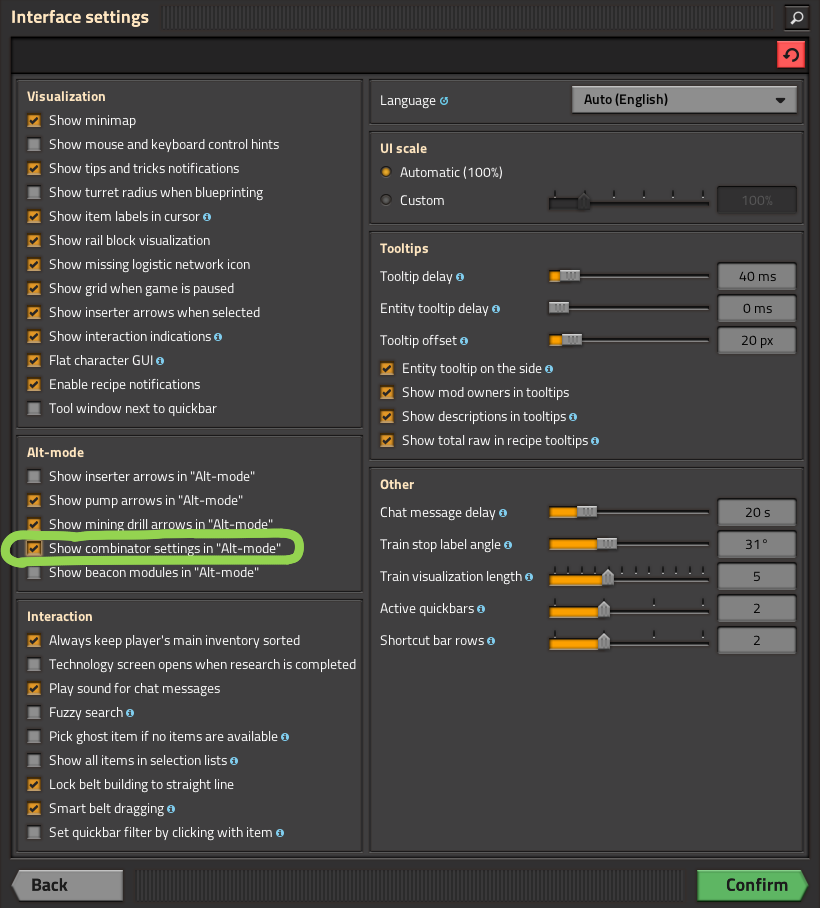 Interface settings
Visualization
Show minimap
Show mouse and keyboard control hints
Show tips and tricks notifications
Show turret radius when blueprinting
Show item labels in cursor
Show rail block visualization
Show missing logistic network icon
Show grid when game is paused
Show inserter arrows when selected
Show interaction indications
Flat character GUI
Enable recipe notifications
Tool window next to quickbar
Alt-mode
Show inserter arrows in "Alt-mode"
Show pump arrows in "Alt-mode"
Show mining drill arrows in "Alt-mode"
Show combinator settings in "Alt-mode"
Show beacon modules in "Alt-mode"
Interaction
Always keep player's main inventory sorted
Technology screen opens when research is completed
Play sound for chat messages
Fuzzy search
Pick ghost item if no items are available
Show all items in selection lists
Lock belt building to straight line
Smart belt dragging
Set quickbar filter by clicking with item
Language Auto (English)
UI scale
Automatic (100%)
Custom 100%
Tooltips
Tooltip delay 40 ms
Entity tooltip delay 0 ms
Tooltip offset 20 px
Entity tooltip on the side
Show mod owners in tooltips
Show descriptions in tooltips
Show total raw in recipe tooltips
Other
Chat message delay 20 s
Train stop label angle 31°
Train visualization length 5
Active quickbars 2
Shortcut bar rows 2
Back Confirm